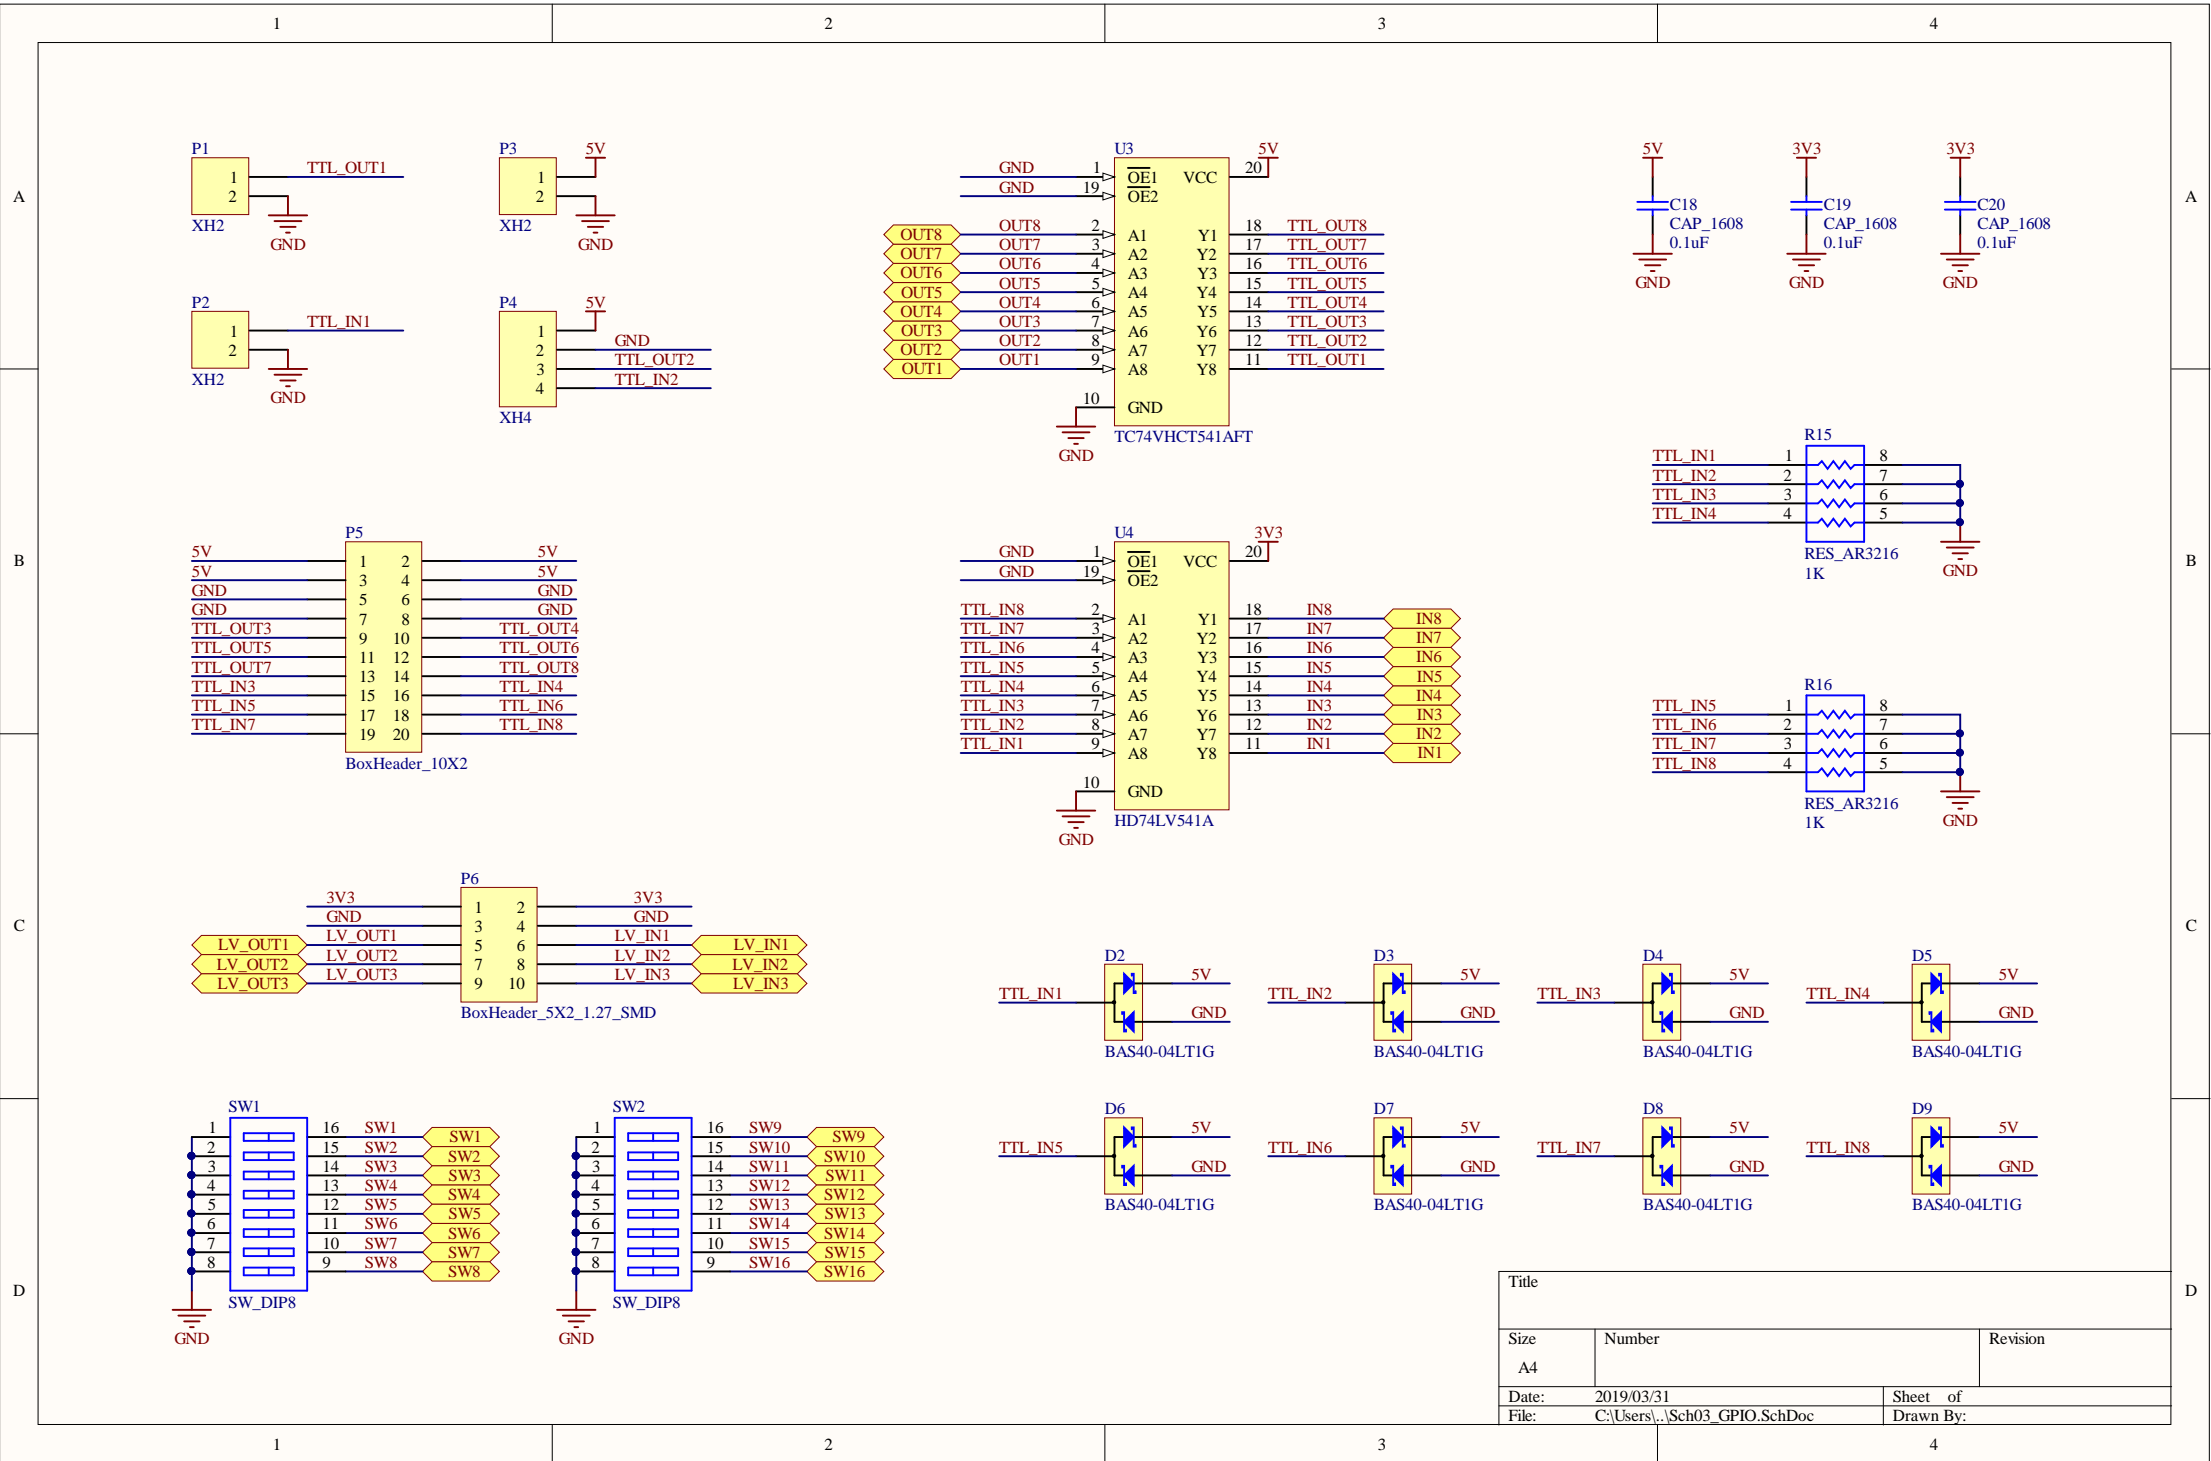 1 2 3 4
A A
B B
C C
D D
1 2 3 4
P1
1 TTL_OUT1
2
XH2
GND
P3
5V
1
2
XH2
GND
P2
1 TTL_IN1
2
XH2
GND
P4
5V
1
2 GND
3 TTL_OUT2
4 TTL_IN2
XH4
U3
5V
GND 1 OE1 VCC 20
GND 19 OE2
OUT8 OUT8 2 A1 Y1 18 TTL_OUT8
OUT7 OUT7 3 A2 Y2 17 TTL_OUT7
OUT6 OUT6 4 A3 Y3 16 TTL_OUT6
OUT5 OUT5 5 A4 Y4 15 TTL_OUT5
OUT4 OUT4 6 A5 Y5 14 TTL_OUT4
OUT3 OUT3 7 A6 Y6 13 TTL_OUT3
OUT2 OUT2 8 A7 Y7 12 TTL_OUT2
OUT1 OUT1 9 A8 Y8 11 TTL_OUT1
10 GND
TC74VHCT541AFT
GND
5V
C18
CAP_1608
0.1uF
GND
3V3
C19
CAP_1608
0.1uF
GND
3V3
C20
CAP_1608
0.1uF
GND
R15
TTL_IN1 1 8
TTL_IN2 2 7
TTL_IN3 3 6
TTL_IN4 4 5
RES_AR3216
1K
GND
P5
5V 1 2 5V
5V 3 4 5V
GND 5 6 GND
GND 7 8 GND
TTL_OUT3 9 10 TTL_OUT4
TTL_OUT5 11 12 TTL_OUT6
TTL_OUT7 13 14 TTL_OUT8
TTL_IN3 15 16 TTL_IN4
TTL_IN5 17 18 TTL_IN6
TTL_IN7 19 20 TTL_IN8
BoxHeader_10X2
U4
3V3
GND 1 OE1 VCC 20
GND 19 OE2
TTL_IN8 2 A1 Y1 18 IN8 IN8
TTL_IN7 3 A2 Y2 17 IN7 IN7
TTL_IN6 4 A3 Y3 16 IN6 IN6
TTL_IN5 5 A4 Y4 15 IN5 IN5
TTL_IN4 6 A5 Y5 14 IN4 IN4
TTL_IN3 7 A6 Y6 13 IN3 IN3
TTL_IN2 8 A7 Y7 12 IN2 IN2
TTL_IN1 9 A8 Y8 11 IN1 IN1
10 GND
HD74LV541A
GND
R16
TTL_IN5 1 8
TTL_IN6 2 7
TTL_IN7 3 6
TTL_IN8 4 5
RES_AR3216
1K
GND
P6
3V3 1 2 3V3
GND 3 4 GND
LV_OUT1 LV_OUT1 5 6 LV_IN1 LV_IN1
LV_OUT2 LV_OUT2 7 8 LV_IN2 LV_IN2
LV_OUT3 LV_OUT3 9 10 LV_IN3 LV_IN3
BoxHeader_5X2_1.27_SMD
D2
5V
TTL_IN1
GND
BAS40-04LT1G
D3
5V
TTL_IN2
GND
BAS40-04LT1G
D4
5V
TTL_IN3
GND
BAS40-04LT1G
D5
5V
TTL_IN4
GND
BAS40-04LT1G
D6
5V
TTL_IN5
GND
BAS40-04LT1G
D7
5V
TTL_IN6
GND
BAS40-04LT1G
D8
5V
TTL_IN7
GND
BAS40-04LT1G
D9
5V
TTL_IN8
GND
BAS40-04LT1G
SW1
1 16 SW1 SW1
2 15 SW2 SW2
3 14 SW3 SW3
4 13 SW4 SW4
5 12 SW5 SW5
6 11 SW6 SW6
7 10 SW7 SW7
8 9 SW8 SW8
SW_DIP8
GND
SW2
1 16 SW9 SW9
2 15 SW10 SW10
3 14 SW11 SW11
4 13 SW12 SW12
5 12 SW13 SW13
6 11 SW14 SW14
7 10 SW15 SW15
8 9 SW16 SW16
SW_DIP8
GND
Title
Size Number Revision
A4
Date: 2019/03/31 Sheet of
File: C:\Users\..\Sch03_GPIO.SchDoc Drawn By: